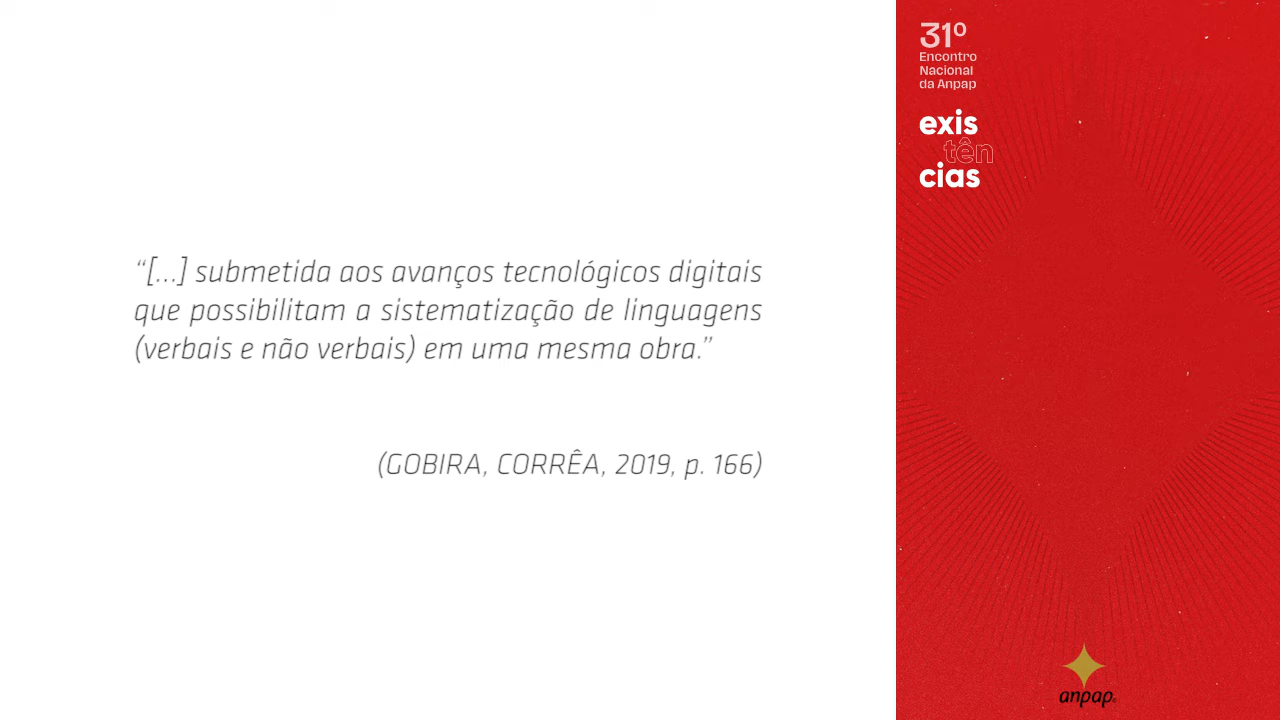 “[...] submetida aos avanços tecnológicos digitais
que possibilitam a sistematização de linguagens
(verbais e não verbais) em uma mesma obra.”
(GOBIRA, CORRÊA, 2019, p. 166)
31º
Encontro
Nacional
da Anpap
exis
tên
cias
anpap